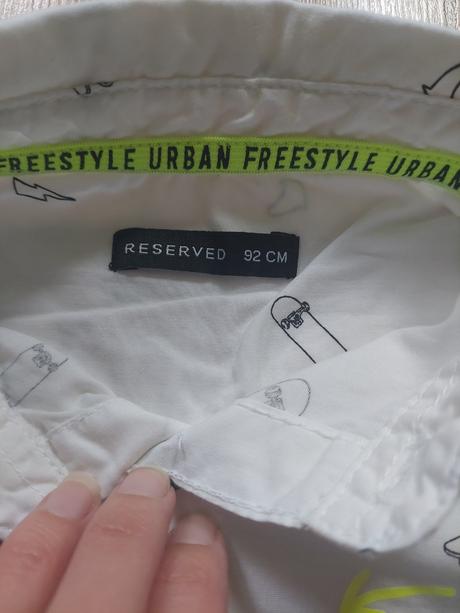 FREESTYLE URBAN FREESTYLE URBAN
RESERVED 92 CM